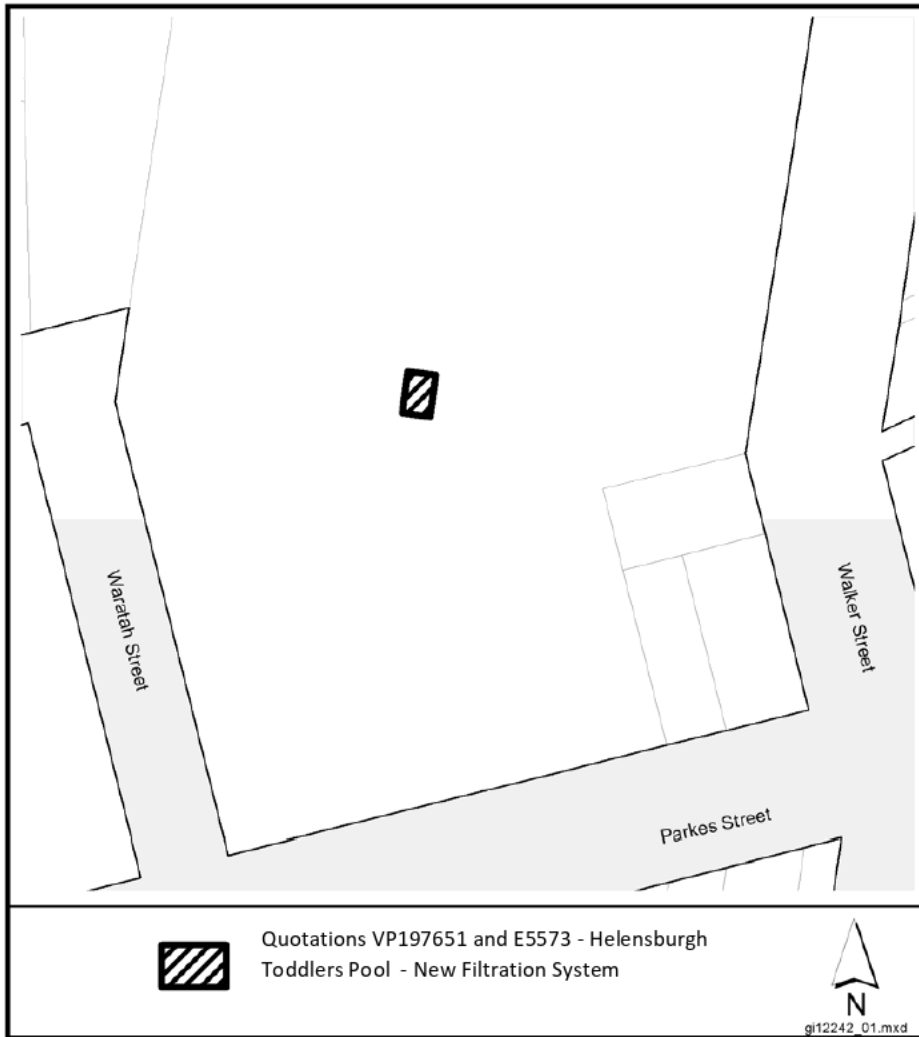 Waratah Street
Walker Street
Parkes Street
Quotations VP197651 and E5573 - Helensburgh
Toddlers Pool - New Filtration System
N
gi12242_01.mxd